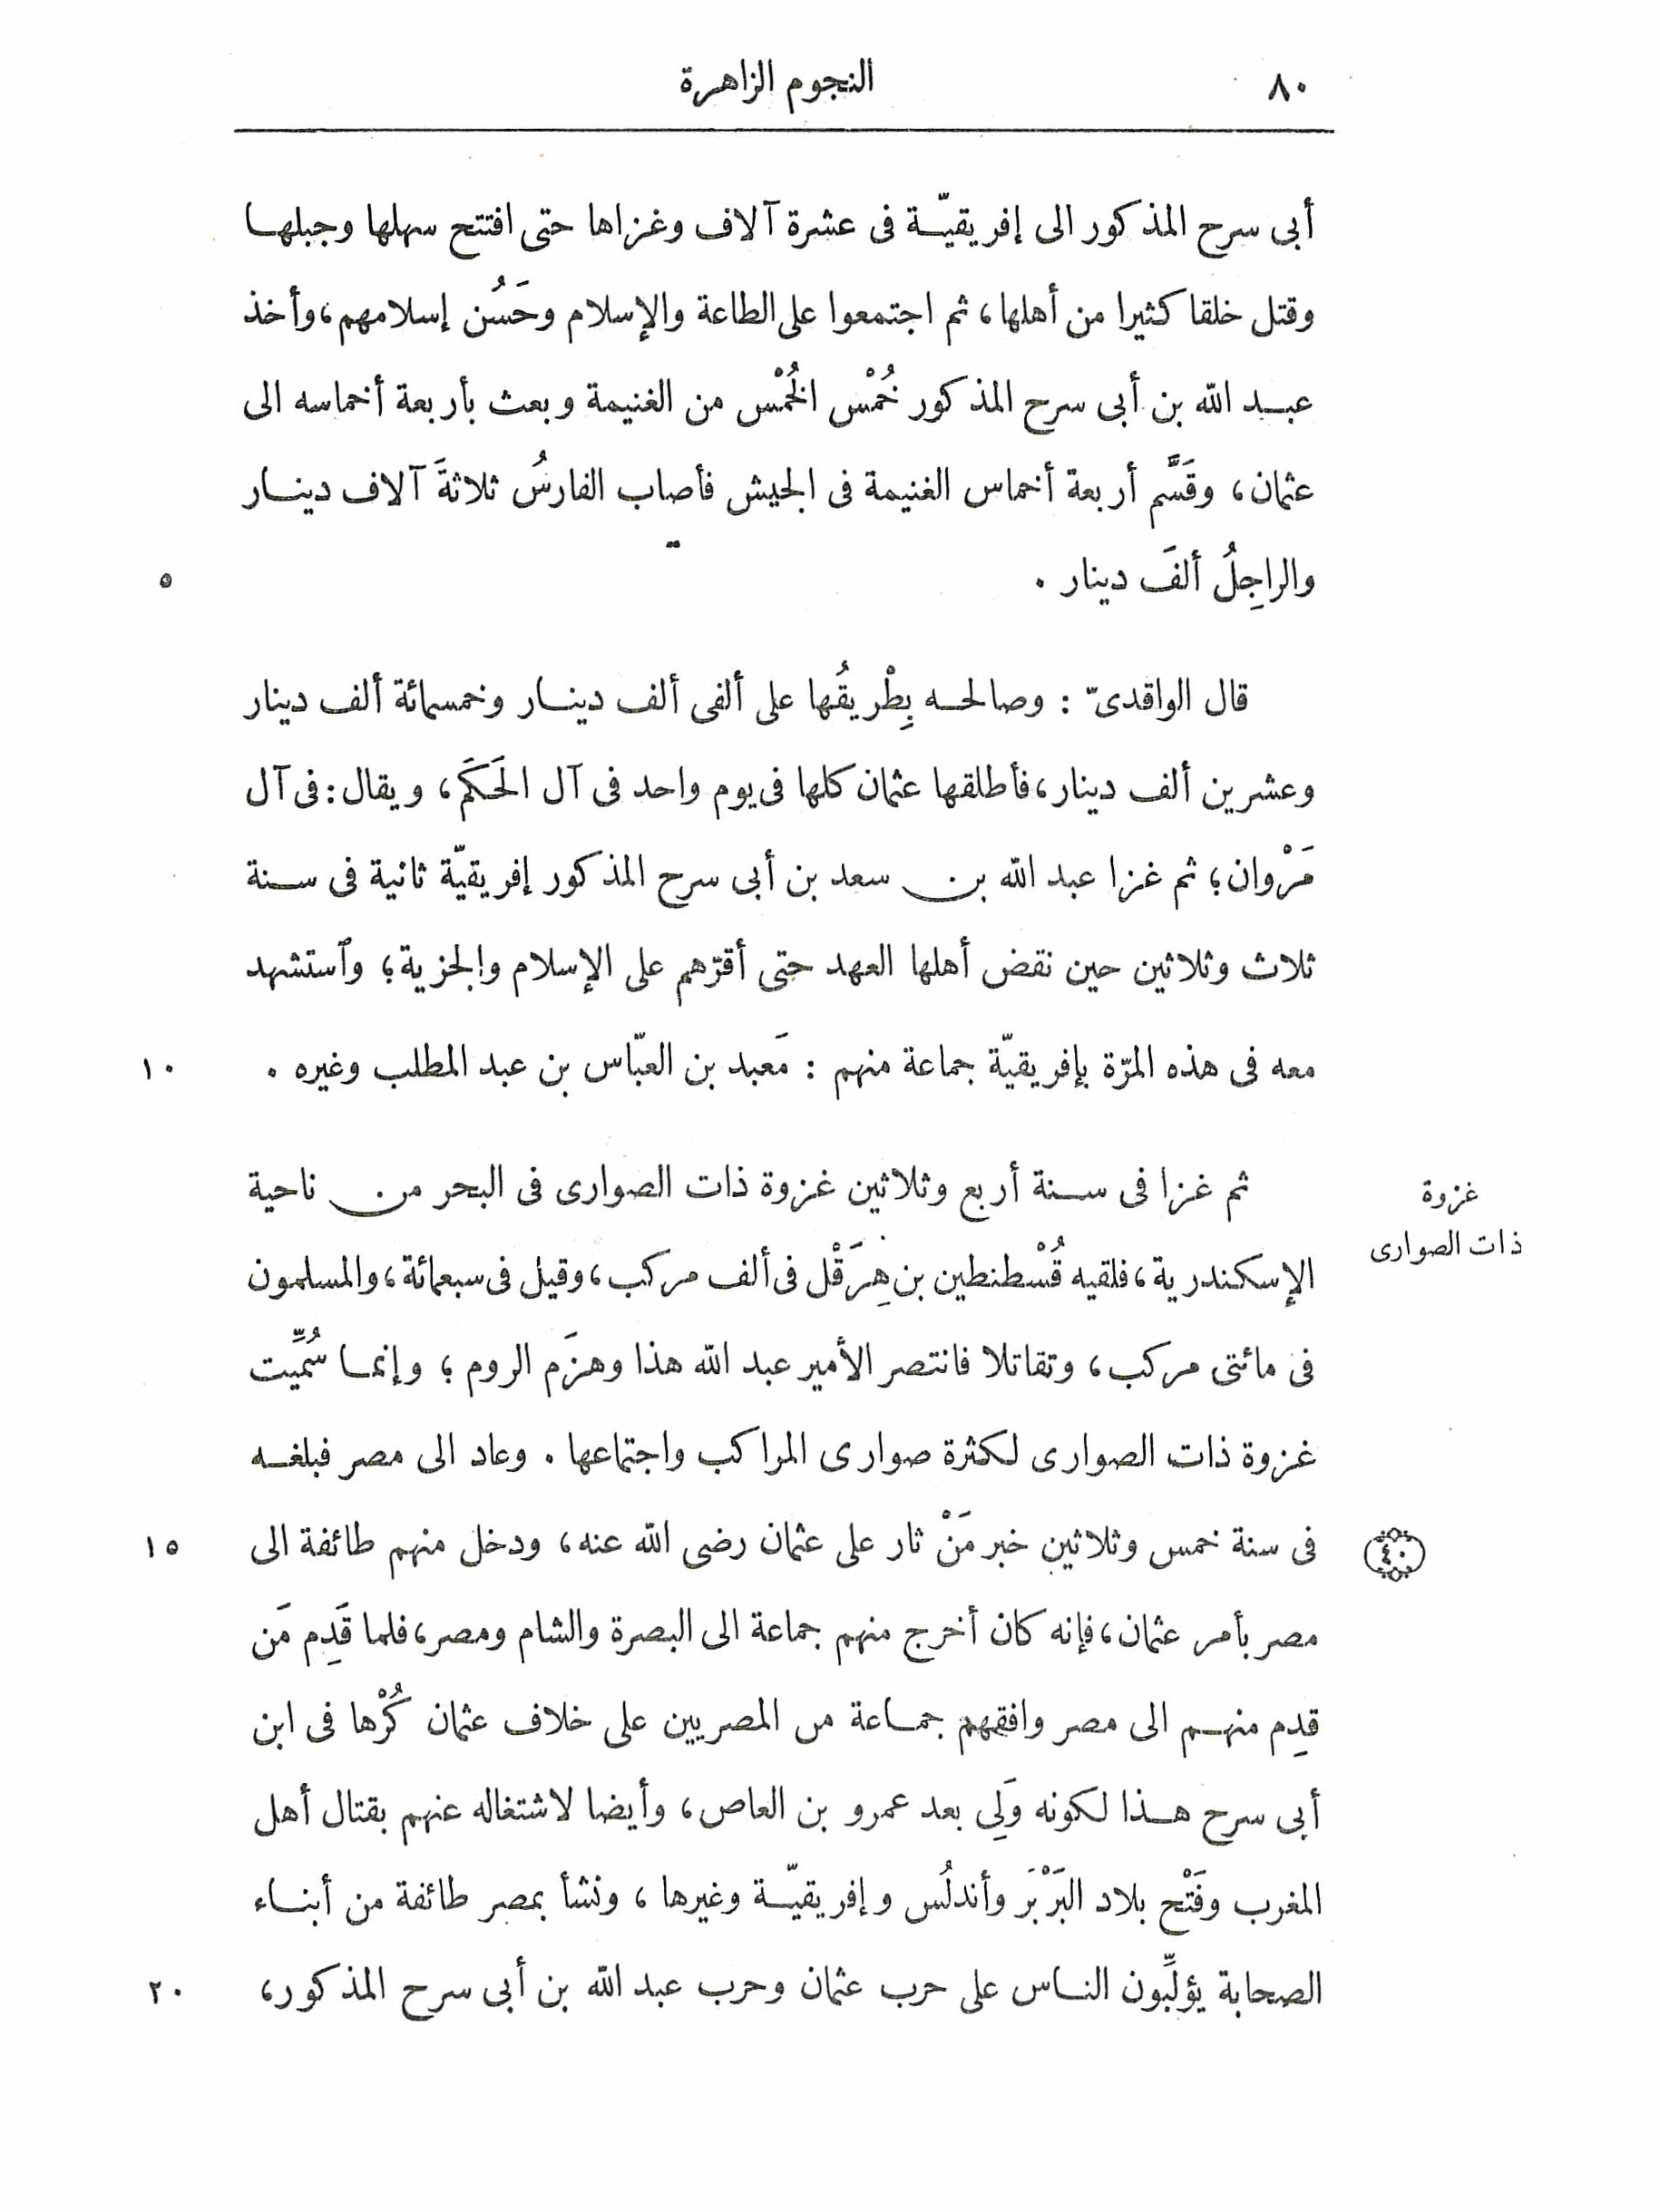 ٨٠ النجوم الزاهرة
أبى سرح المذكور الى إفريقيّة فى عشرة آلاف وغزاها حتى افتتح سهلها وجبلها
وقتل خلقا كثيرا من أهلها، ثم اجتمعوا على الطاعة والإسلام وحَسُن إسلامهم، وأخذ
عبد الله بن أبى سرح المذكور خُمْس الخُمْس من الغنيمة وبعث بأربعة أخماسه الى
عثمان، وقَسَّم أربعة أخماس الغنيمة فى الجيش فأصاب الفارسُ ثلاثةَ آلاف دينار
والراجِلُ ألفَ دينار . ٥
قال الواقدىّ : وصالحه بِطْريقُها على ألفى ألف دينار وخمسمائة ألف دينار
وعشرين ألف دينار، فأطلقها عثمان كلها فى يوم واحد فى آل الحَكَم، ويقال: فى آل
مَرْوان؛ ثم غزا عبد الله بن سعد بن أبى سرح المذكور إفريقيّة ثانية فى سنة
ثلاث وثلاثين حين نقض أهلها العهد حتى أقرّهم على الإسلام والجزية؛ وٱستشهد
معه فى هذه المرّة بإفريقيّة جماعة منهم : مَعبد بن العبّاس بن عبد المطلب وغيره . ١٠
ثم غزا فى سنة أربع وثلاثين غزوة ذات الصوارى فى البحر من ناحية
غزوة
ذات الصوارى
الإسكندرية، فلقيه قُسْطنطين بن هِرَقْل فى ألف مركب، وقيل فى سبعمائة، والمسلمون
فى مائتى مركب، وتقاتلا فانتصر الأمير عبد الله هذا وهزَم الروم؛ وإنما سُمِّيت
غزوة ذات الصوارى لكثرة صوارى المراكب واجتماعها . وعاد الى مصر فبلغه
فى سنة خمس وثلاثين خبر مَنْ ثار على عثمان رضى الله عنه، ودخل منهم طائفة الى ١٥
٤٠
مصر بأمر عثمان، فإنه كان أخرج منهم جماعة الى البصرة والشام ومصر، فلما قَدِم مَن
قدِم منهم الى مصر وافقهم جماعة من المصريين على خلاف عثمان كُرْها فى ابن
أبى سرح هذا لكونه وَلِى بعد عمرو بن العاص، وأيضا لاشتغاله عنهم بقتال أهل
المغرب وفَتْح بلاد البَرْبَر وأندلُس وإفريقيّة وغيرها، ونشأ بمصر طائفة من أبناء
الصحابة يؤلِّبون الناس على حرب عثمان وحرب عبد الله بن أبى سرح المذكور، ٢٠